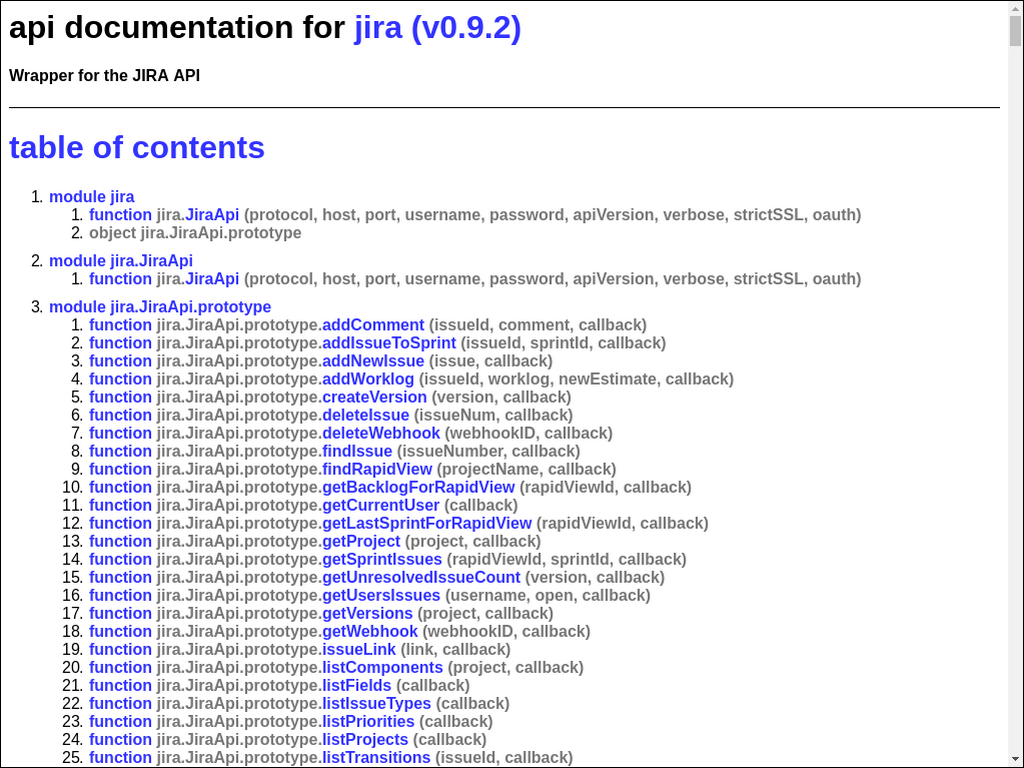 api documentation for jira (v0.9.2)
Wrapper for the JIRA API
table of contents
1. module jira
1. function jira.JiraApi (protocol, host, port, username, password, apiVersion, verbose, strictSSL, oauth)
2. object jira.JiraApi.prototype
2. module jira.JiraApi
1. function jira.JiraApi (protocol, host, port, username, password, apiVersion, verbose, strictSSL, oauth)
3. module jira.JiraApi.prototype
1. function jira.JiraApi.prototype.addComment (issueId, comment, callback)
2. function jira.JiraApi.prototype.addIssueToSprint (issueId, sprintId, callback)
3. function jira.JiraApi.prototype.addNewIssue (issue, callback)
4. function jira.JiraApi.prototype.addWorklog (issueId, worklog, newEstimate, callback)
5. function jira.JiraApi.prototype.createVersion (version, callback)
6. function jira.JiraApi.prototype.deleteIssue (issueNum, callback)
7. function jira.JiraApi.prototype.deleteWebhook (webhookID, callback)
8. function jira.JiraApi.prototype.findIssue (issueNumber, callback)
9. function jira.JiraApi.prototype.findRapidView (projectName, callback)
10. function jira.JiraApi.prototype.getBacklogForRapidView (rapidViewId, callback)
11. function jira.JiraApi.prototype.getCurrentUser (callback)
12. function jira.JiraApi.prototype.getLastSprintForRapidView (rapidViewId, callback)
13. function jira.JiraApi.prototype.getProject (project, callback)
14. function jira.JiraApi.prototype.getSprintIssues (rapidViewId, sprintId, callback)
15. function jira.JiraApi.prototype.getUnresolvedIssueCount (version, callback)
16. function jira.JiraApi.prototype.getUsersIssues (username, open, callback)
17. function jira.JiraApi.prototype.getVersions (project, callback)
18. function jira.JiraApi.prototype.getWebhook (webhookID, callback)
19. function jira.JiraApi.prototype.issueLink (link, callback)
20. function jira.JiraApi.prototype.listComponents (project, callback)
21. function jira.JiraApi.prototype.listFields (callback)
22. function jira.JiraApi.prototype.listIssueTypes (callback)
23. function jira.JiraApi.prototype.listPriorities (callback)
24. function jira.JiraApi.prototype.listProjects (callback)
25. function jira.JiraApi.prototype.listTransitions (issueId, callback)